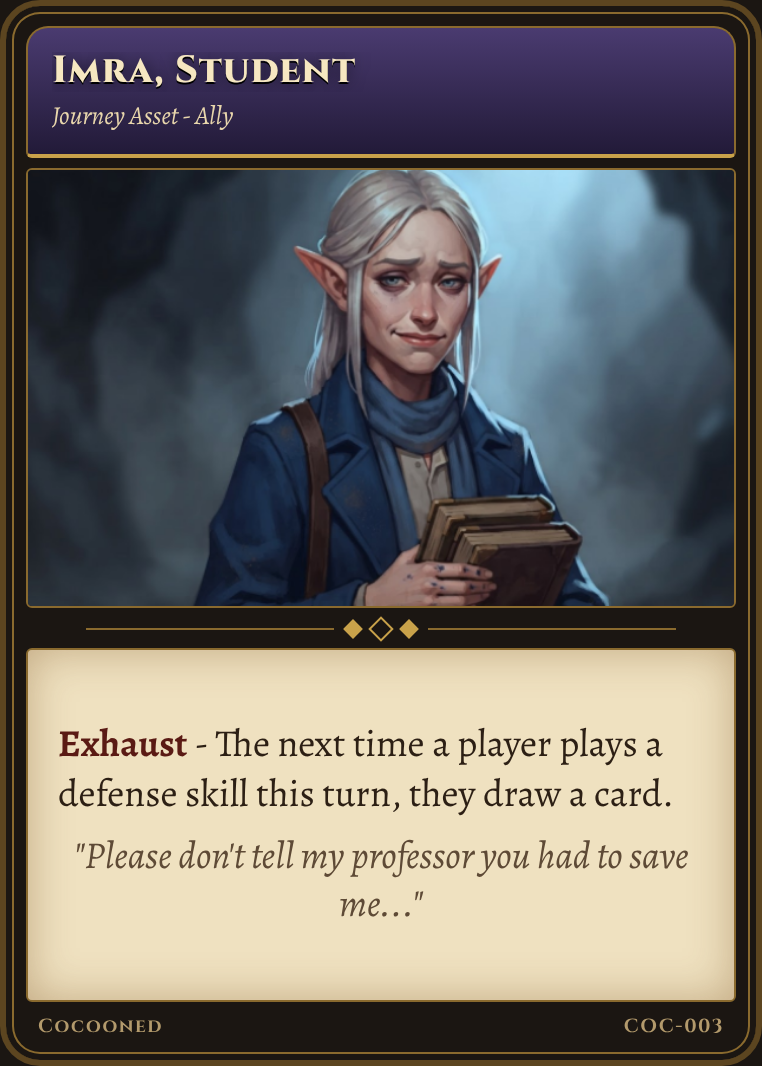 Imra, Student
Journey Asset - Ally
Exhaust - The next time a player plays a
defense skill this turn, they draw a card.
"Please don't tell my professor you had to save
me..."
Cocooned
COC-003